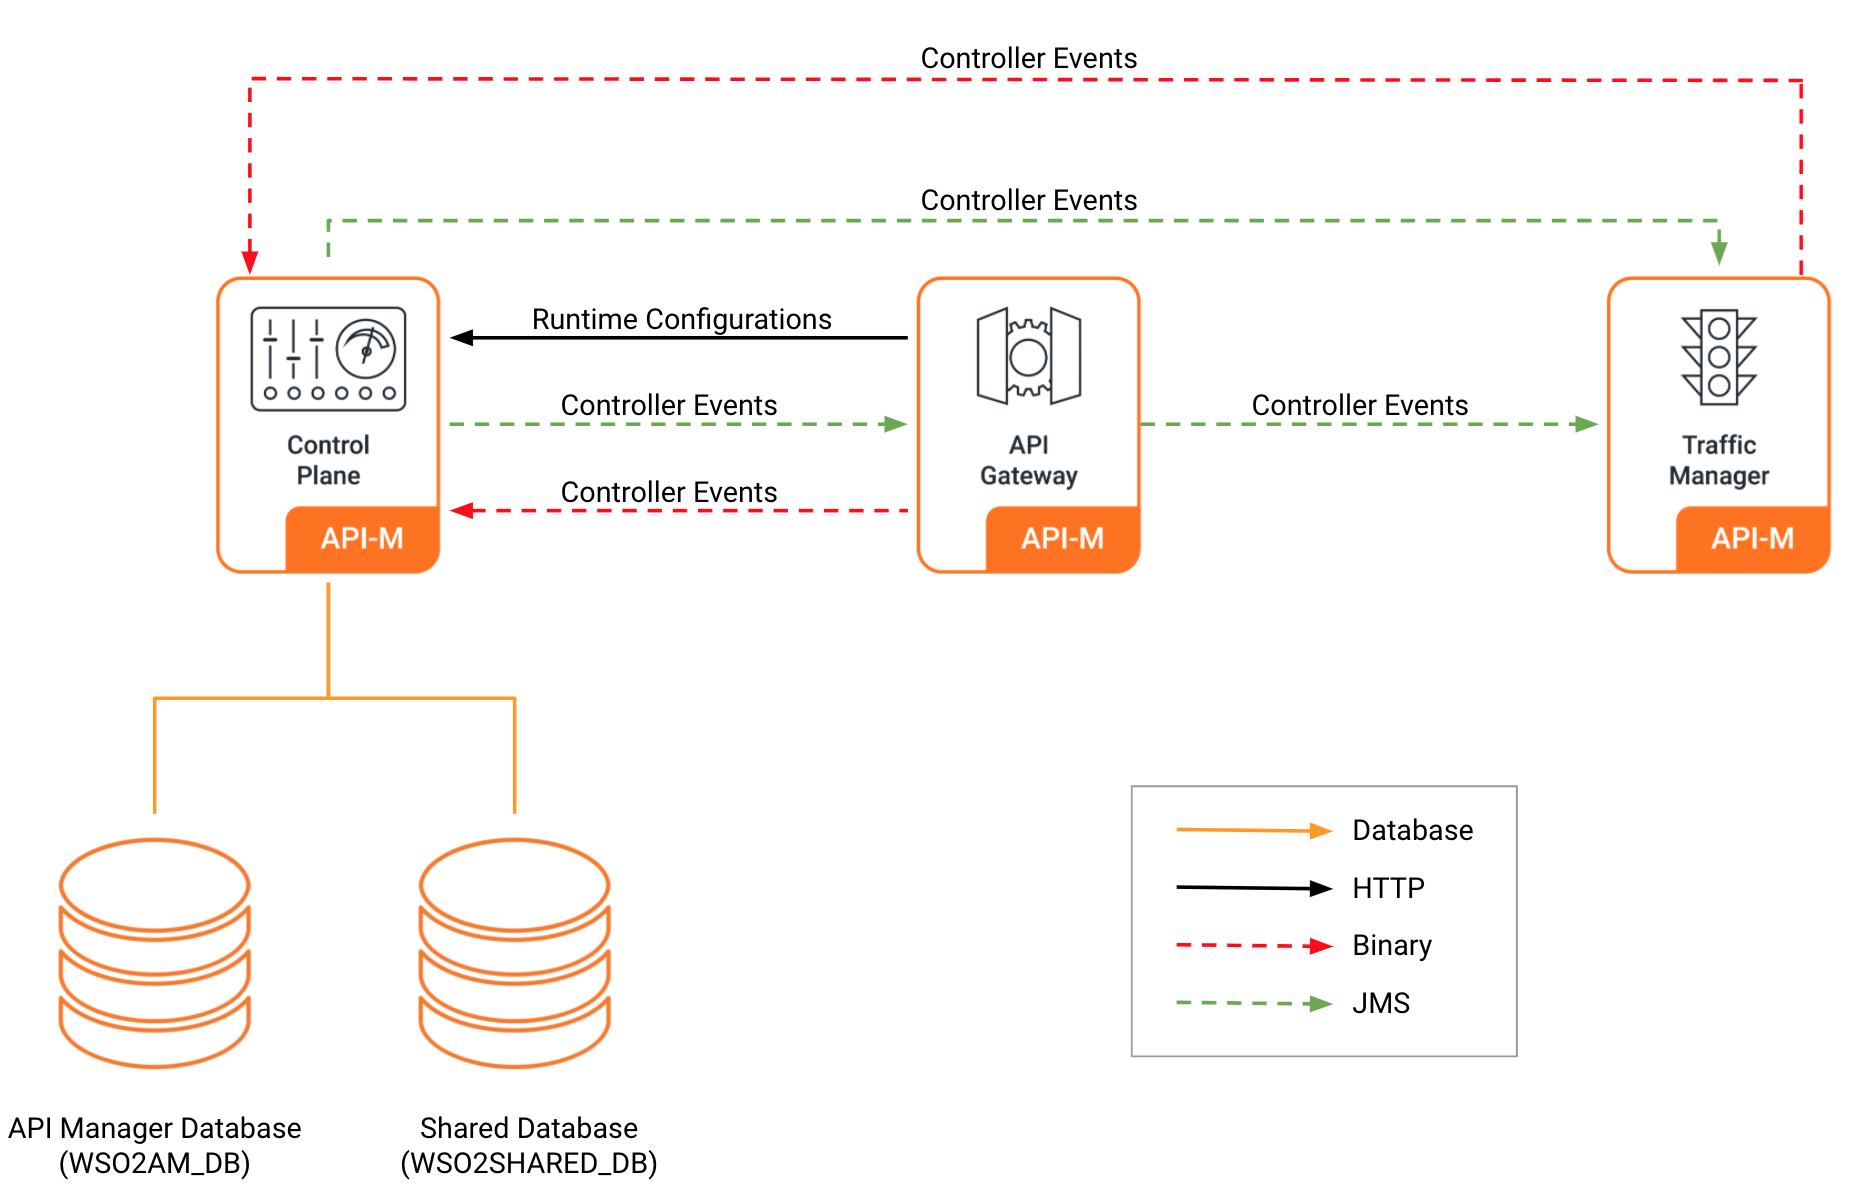 Controller Events
Controller Events
Runtime Configurations
Controller Events
Controller Events
Controller Events
Control
Plane
API-M
API
Gateway
API-M
Traffic
Manager
API-M
Database
HTTP
Binary
JMS
API Manager Database
(WSO2AM_DB)
Shared Database
(WSO2SHARED_DB)